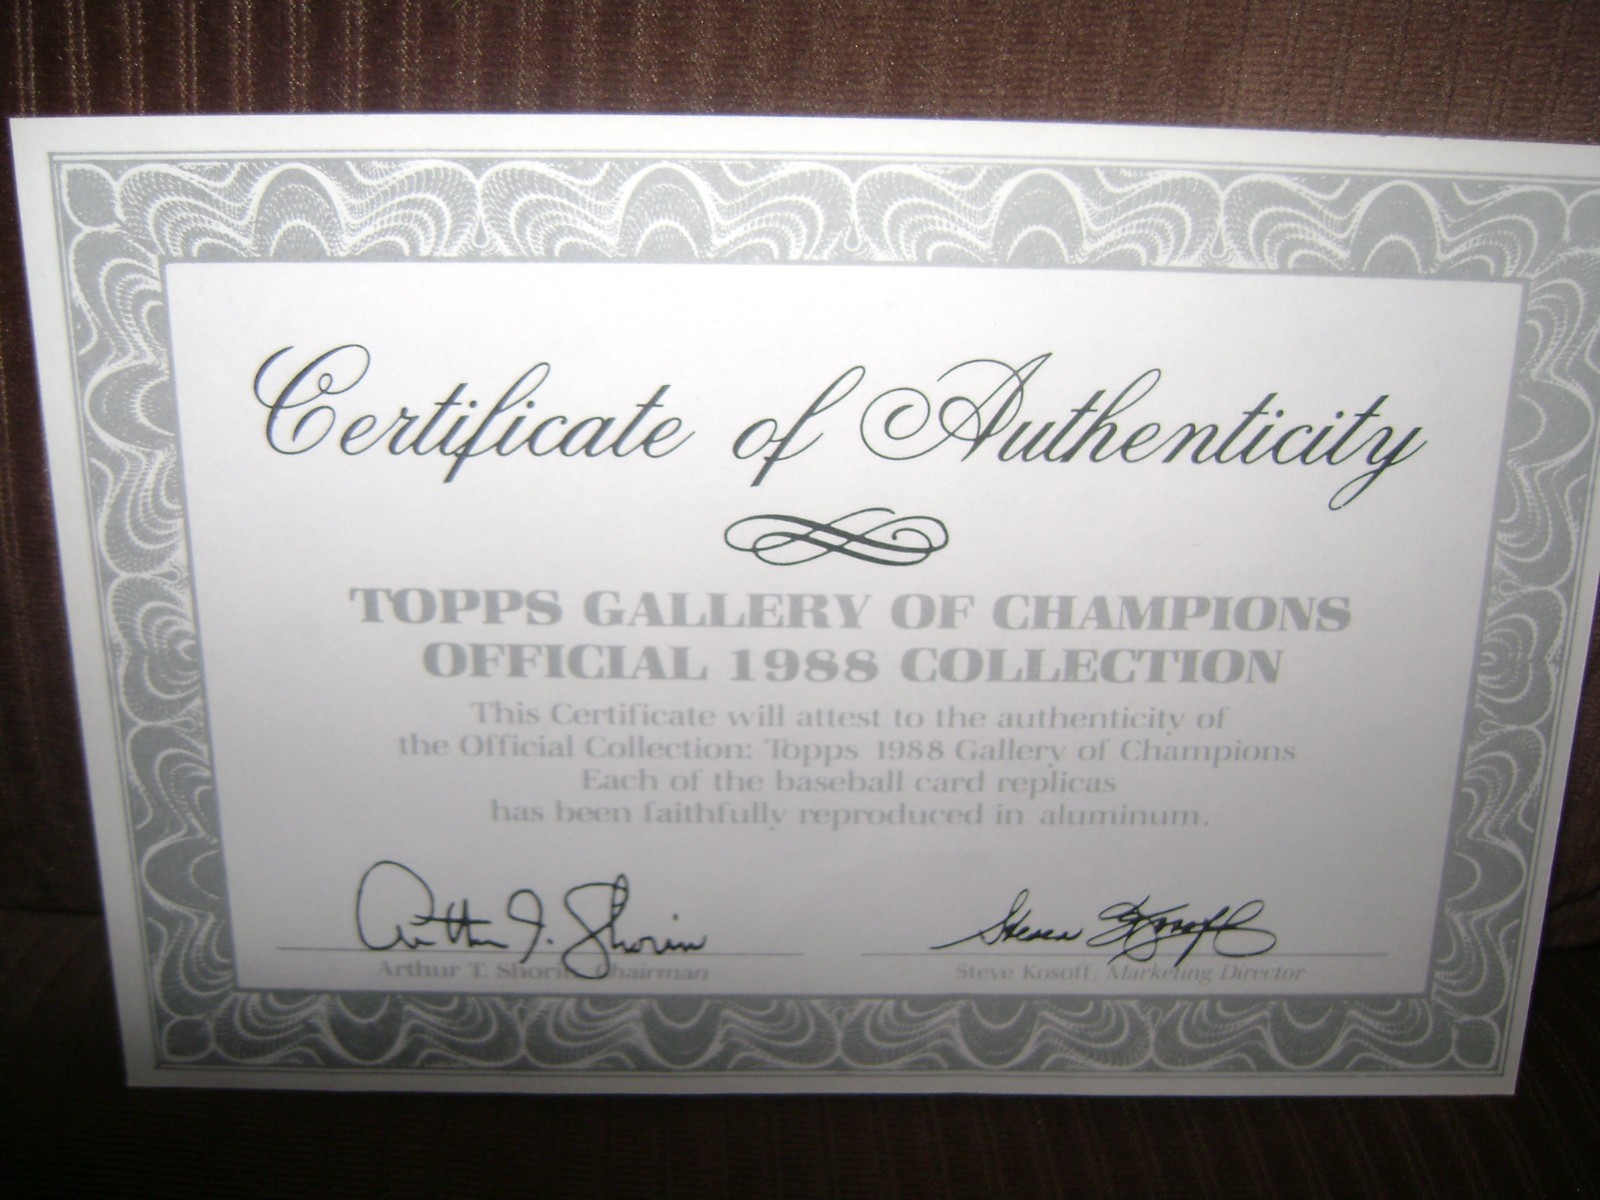 Certificate of Authenticity
TOPPS GALLERY OF CHAMPIONS
OFFICIAL 1988 COLLECTION
This Certificate will attest to the authenticity of
the Official Collection: Topps 1988 Gallery of Champions
Each of the baseball card replicas
has been faithfully reproduced in aluminum.
Arthur T. Shorin Steven Kosoff
Arthur T. Shorin, Chairman Steve Kosoff, Marketing Director